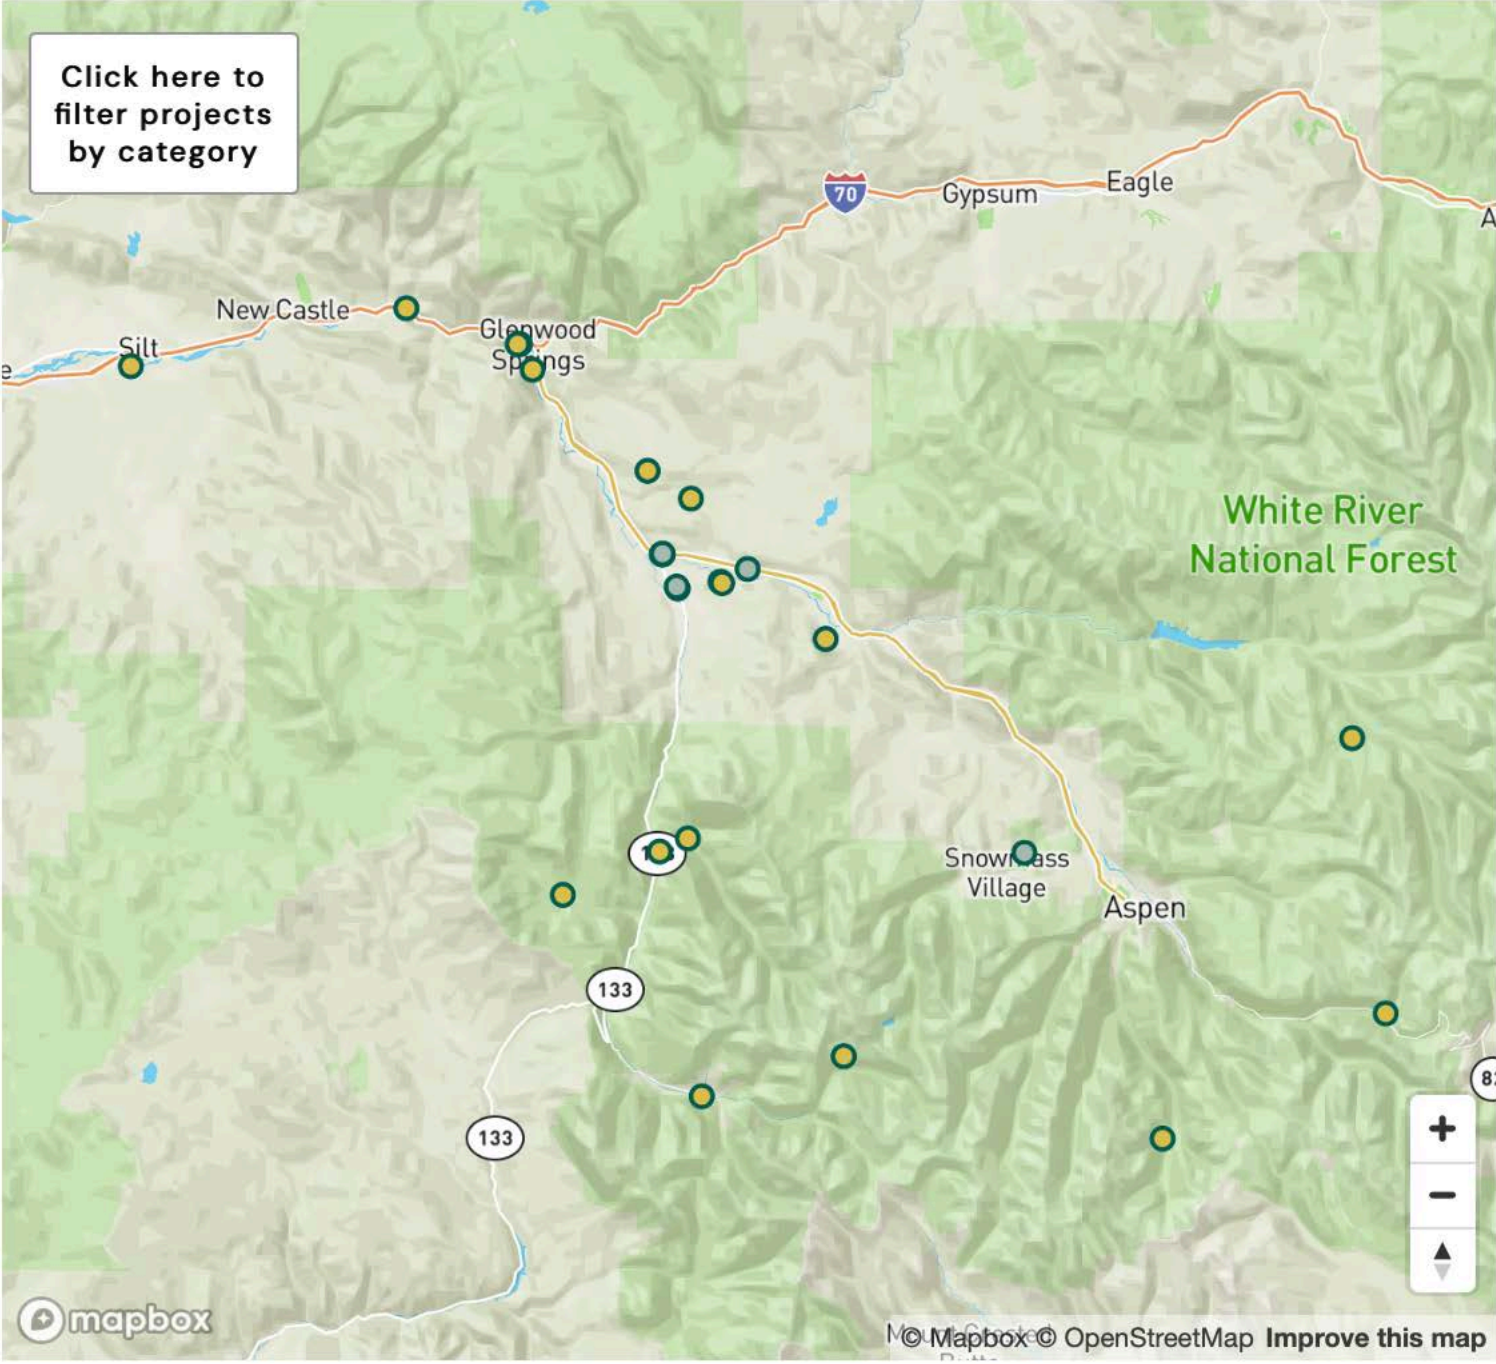 Click here to
filter projects
by category
70
Gypsum
Eagle
A
New Castle
Glenwood
Springs
Silt
e
White River
National Forest
Snowmass
Village
Aspen
133
133
82
mapbox
© Mapbox © OpenStreetMap Improve this map